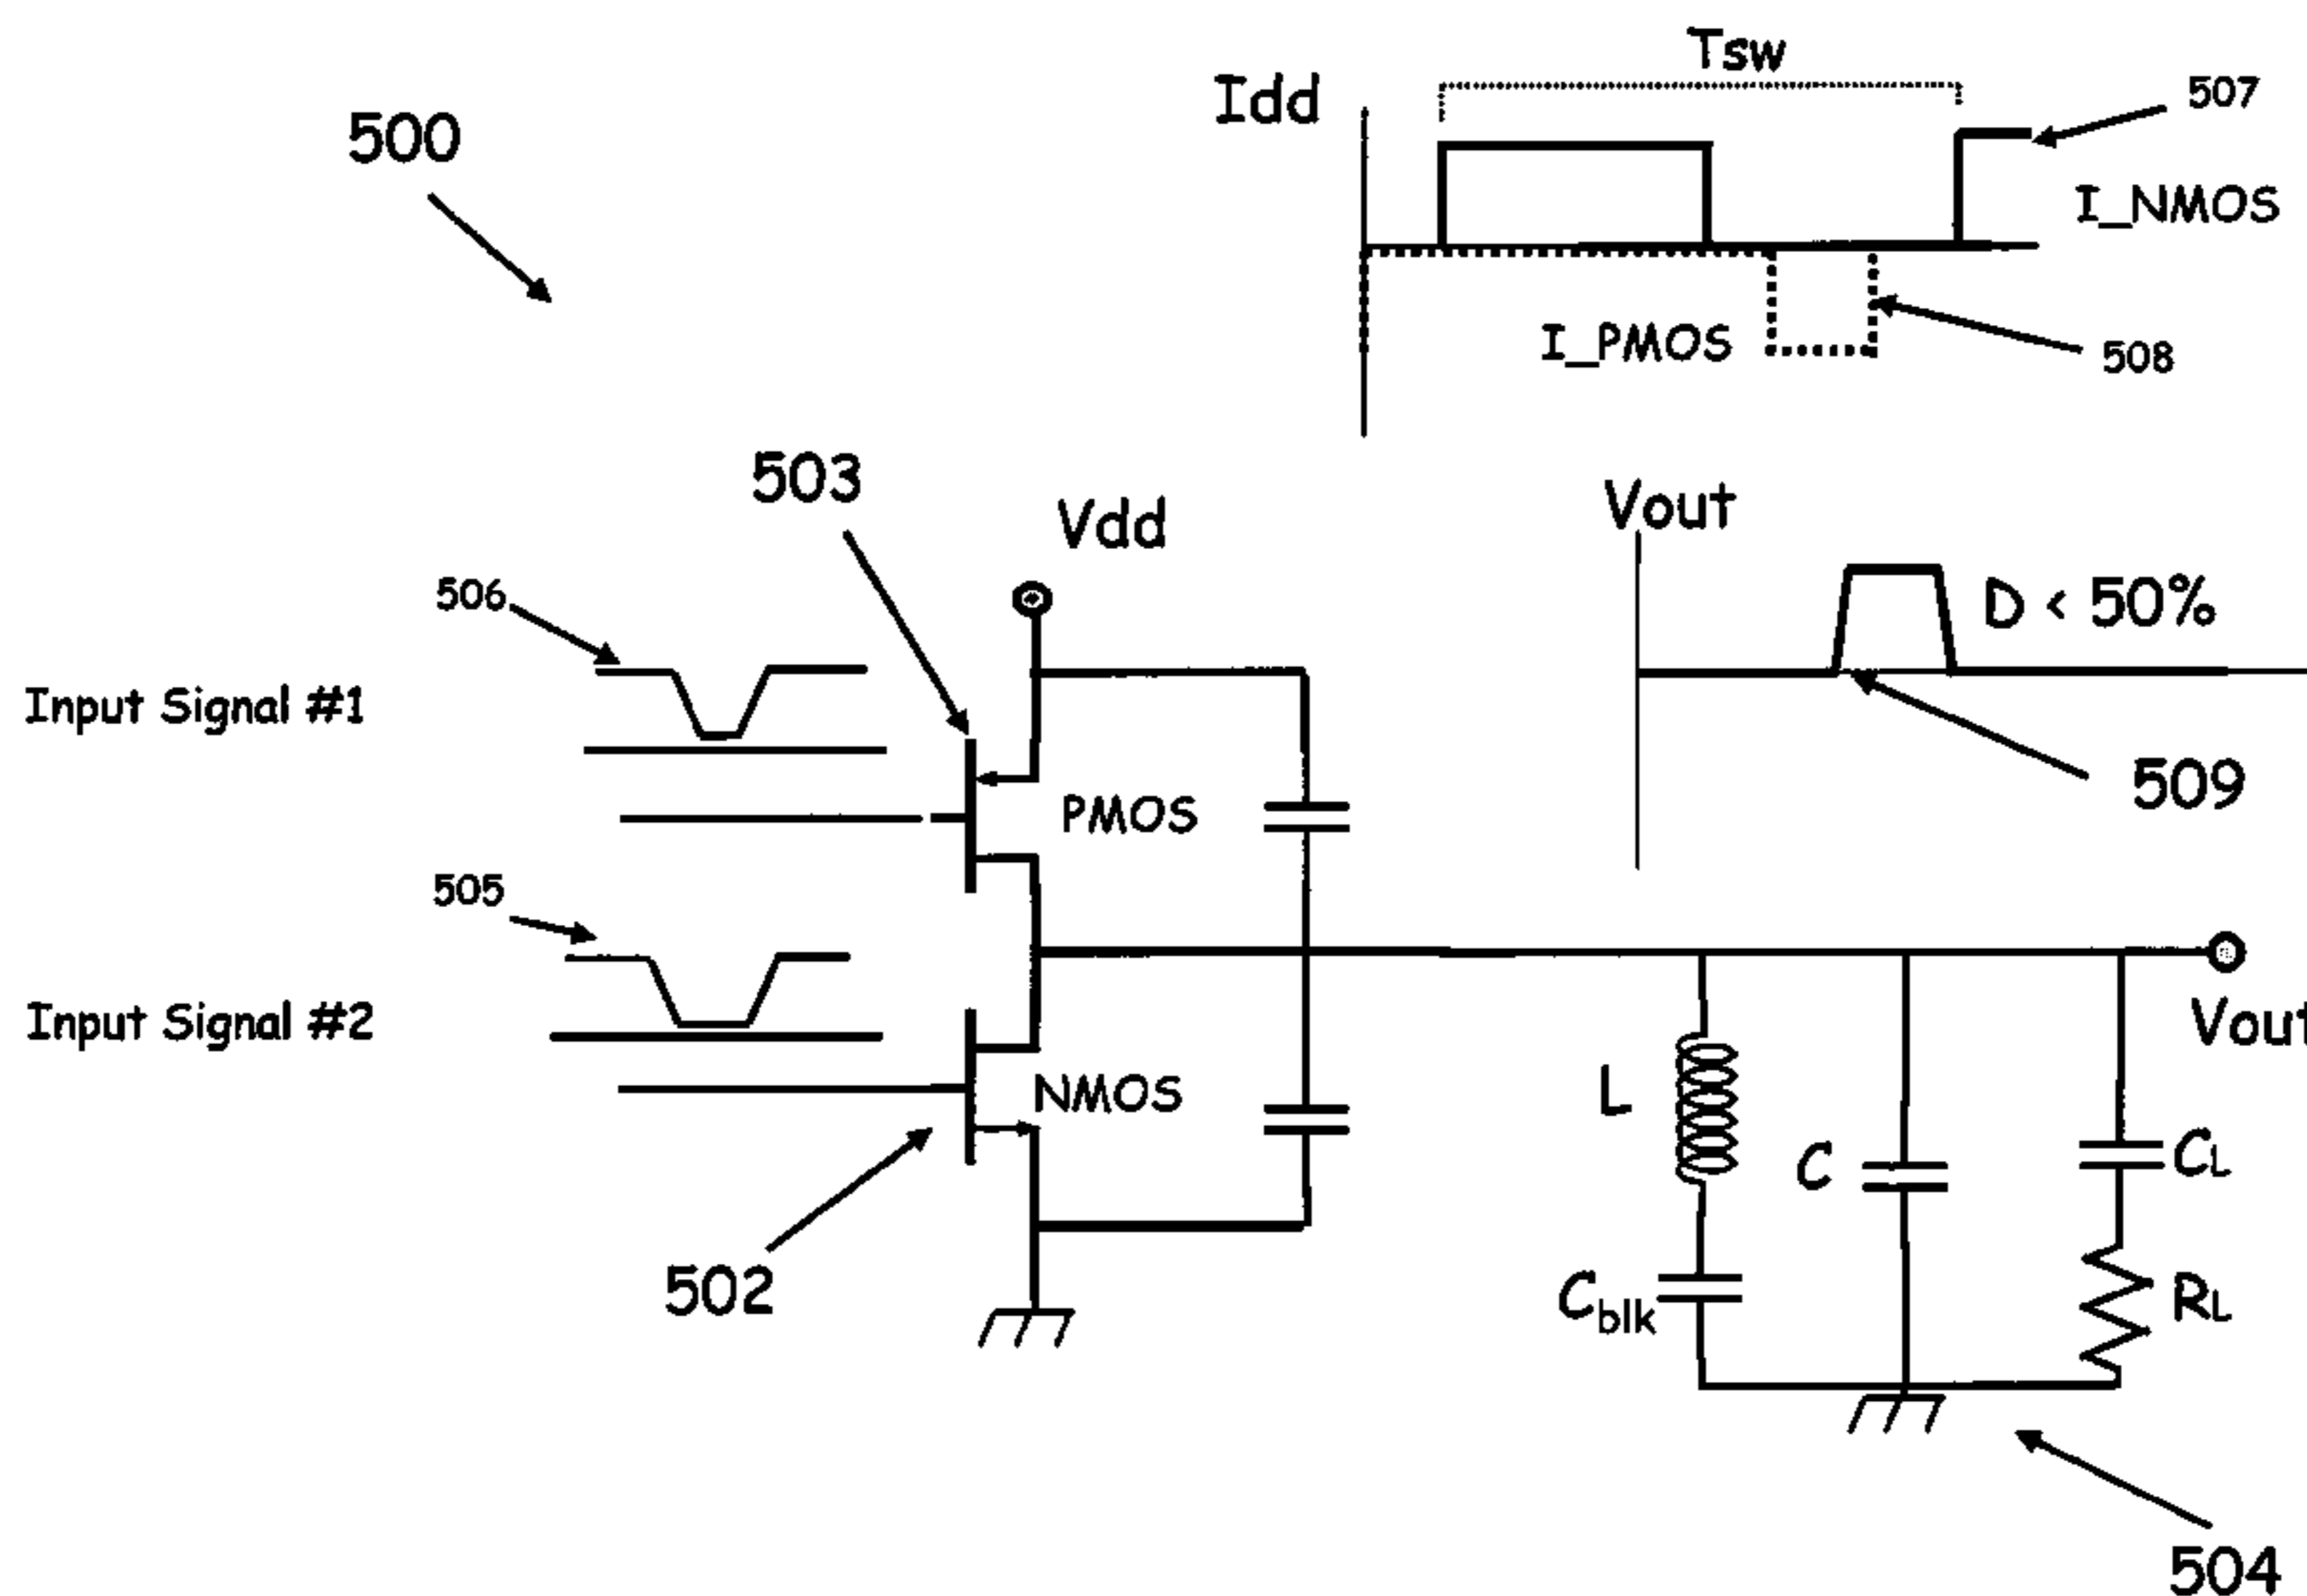 Tsw
Idd
507
500
I_NMOS
I_PMOS
508
503
Vdd
Vout
506
D < 50%
Input Signal #1
PMOS
509
505
Input Signal #2
Vout
NMOS
L
C
CL
502
Cblk
RL
504